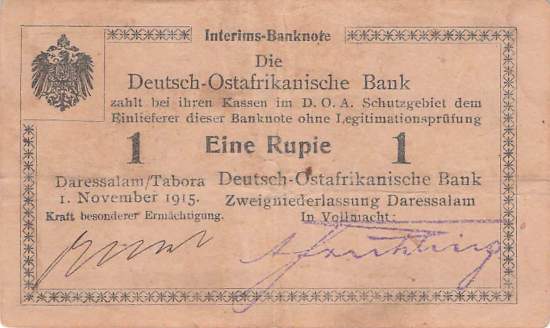 Interims-Banknote
Die
Deutsch-Ostafrikanische Bank
zahlt bei ihren Kassen im D. O. A. Schutzgebiet dem
Einlieferer dieser Banknote ohne Legitimationsprüfung
1 Eine Rupie 1
Daressalam/Tabora
1. November 1915.
Kraft besonderer Ermächtigung.
Deutsch-Ostafrikanische Bank
Zweigniederlassung Daressalam
In Vollmacht: